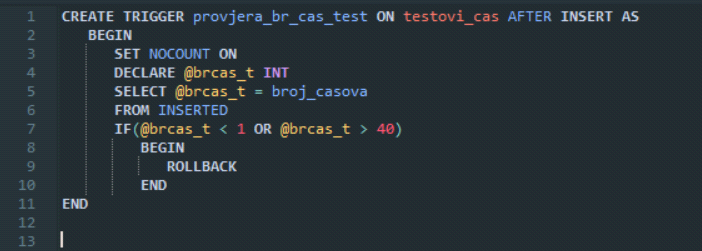 1 CREATE TRIGGER provjera_br_cas_test ON testovi_cas AFTER INSERT AS
2 BEGIN
3 SET NOCOUNT ON
4 DECLARE @brcas_t INT
5 SELECT @brcas_t = broj_casova
6 FROM INSERTED
7 IF(@brcas_t < 1 OR @brcas_t > 40)
8 BEGIN
9 ROLLBACK
10 END
11 END
12
13